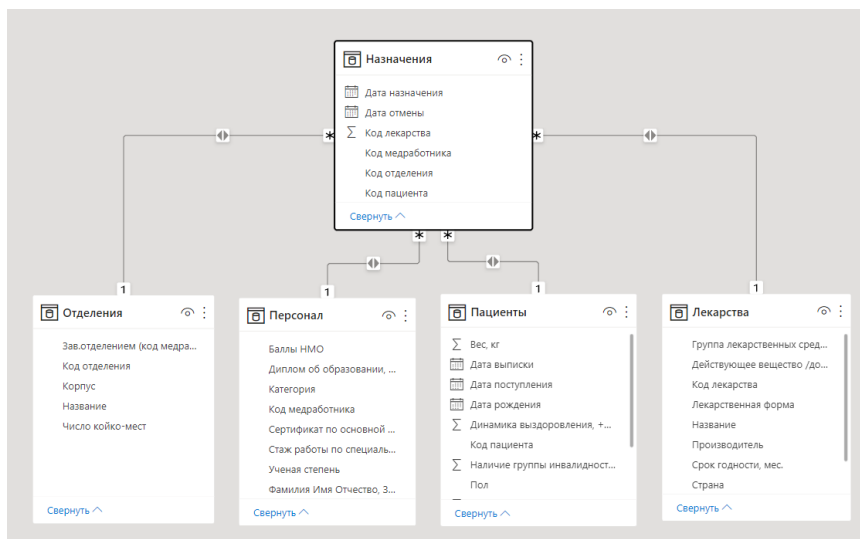 Назначения
Дата назначения
Дата отмены
Код лекарства
Код медработника
Код отделения
Код пациента
Свернуть
* * * *
1 1 1 1
Отделения
Зав.отделением (код медра...
Код отделения
Корпус
Название
Число койко-мест
Свернуть
Персонал
Баллы НМО
Диплом об образовании, ...
Категория
Код медработника
Сертификат по основной ...
Стаж работы по специаль...
Ученая степень
Фамилия Имя Отчество, З...
Свернуть
Пациенты
Вес, кг
Дата выписки
Дата поступления
Дата рождения
Динамика выздоровления, +...
Код пациента
Наличие группы инвалидност...
Пол
Свернуть
Лекарства
Группа лекарственных сред...
Действующее вещество /до...
Код лекарства
Лекарственная форма
Название
Производитель
Срок годности, мес.
Страна
Свернуть